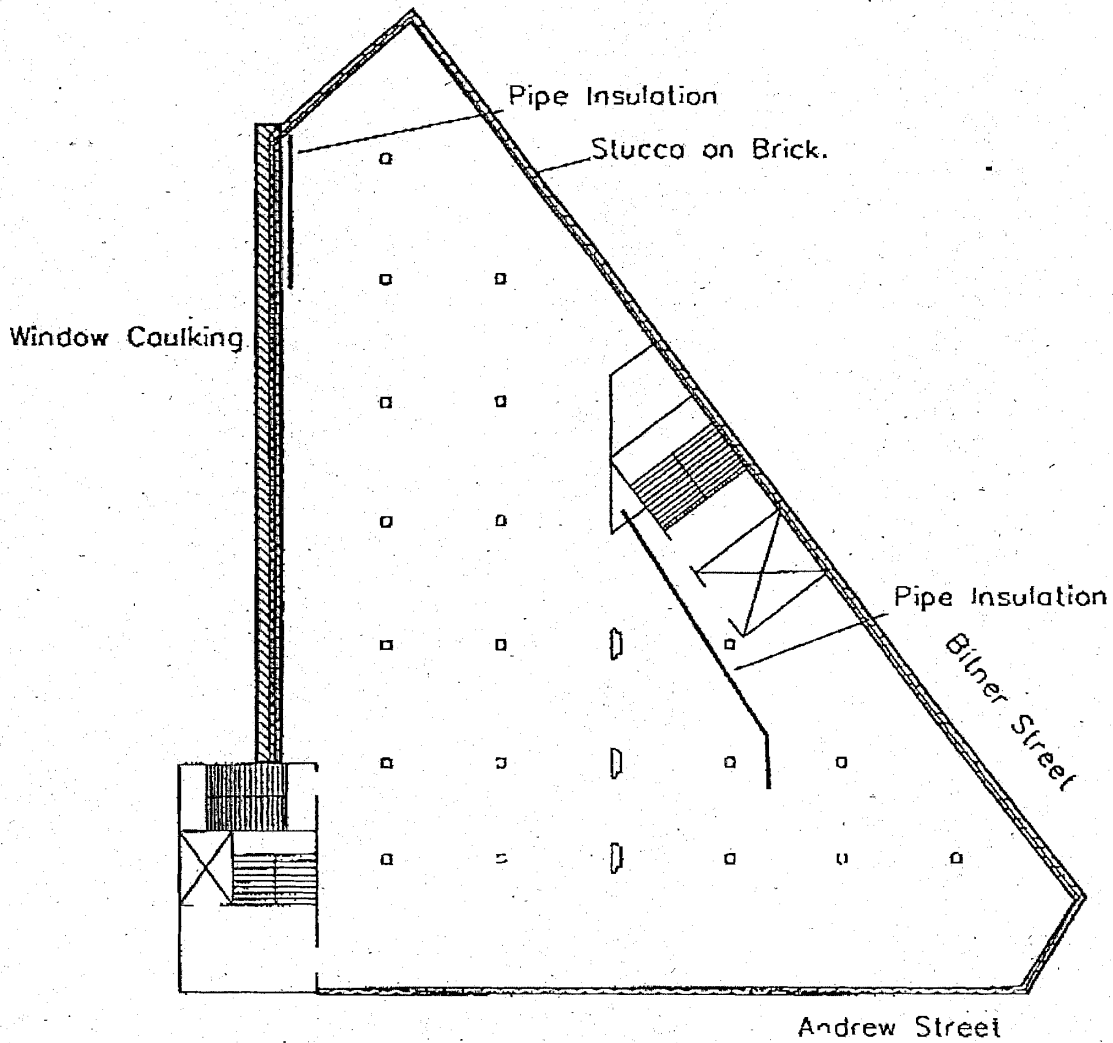 Pipe Insulation
Stucco on Brick.
Window Caulking
Pipe Insulation
Bilner Street
Andrew Street